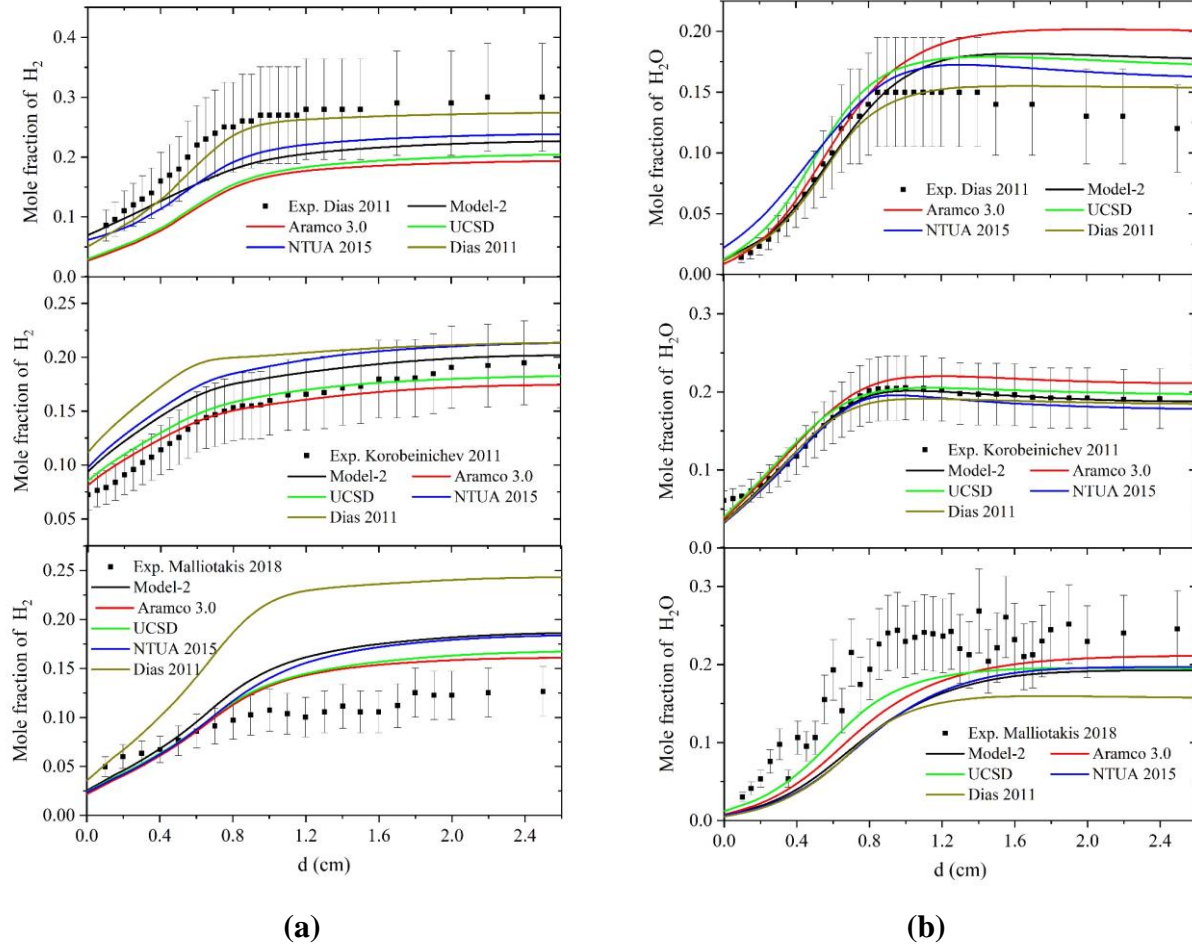 Mole fraction of H₂
0.4
0.3
0.2
0.1
0.0
Exp. Dias 2011 Model-2
Aramco 3.0 UCSD
NTUA 2015 Dias 2011
Mole fraction of H₂
0.25
0.20
0.15
0.10
0.05
Exp. Korobeinichev 2011
Model-2 Aramco 3.0
UCSD NTUA 2015
Dias 2011
Mole fraction of H₂
0.25
0.20
0.15
0.10
0.05
0.00
Exp. Malliotakis 2018
Model-2
Aramco 3.0
UCSD
NTUA 2015
Dias 2011
0.0 0.4 0.8 1.2 1.6 2.0 2.4
d (cm)
(a)
Mole fraction of H₂O
0.20
0.15
0.10
0.05
0.00
Exp. Dias 2011 Model-2
Aramco 3.0 UCSD
NTUA 2015 Dias 2011
Mole fraction of H₂O
0.3
0.2
0.1
0.0
Exp. Korobeinichev 2011
Model-2 Aramco 3.0
UCSD NTUA 2015
Dias 2011
Mole fraction of H₂O
0.3
0.2
0.1
0.0
Exp. Malliotakis 2018
Model-2 Aramco 3.0
UCSD NTUA 2015
Dias 2011
0.0 0.4 0.8 1.2 1.6 2.0 2.4
d (cm)
(b)